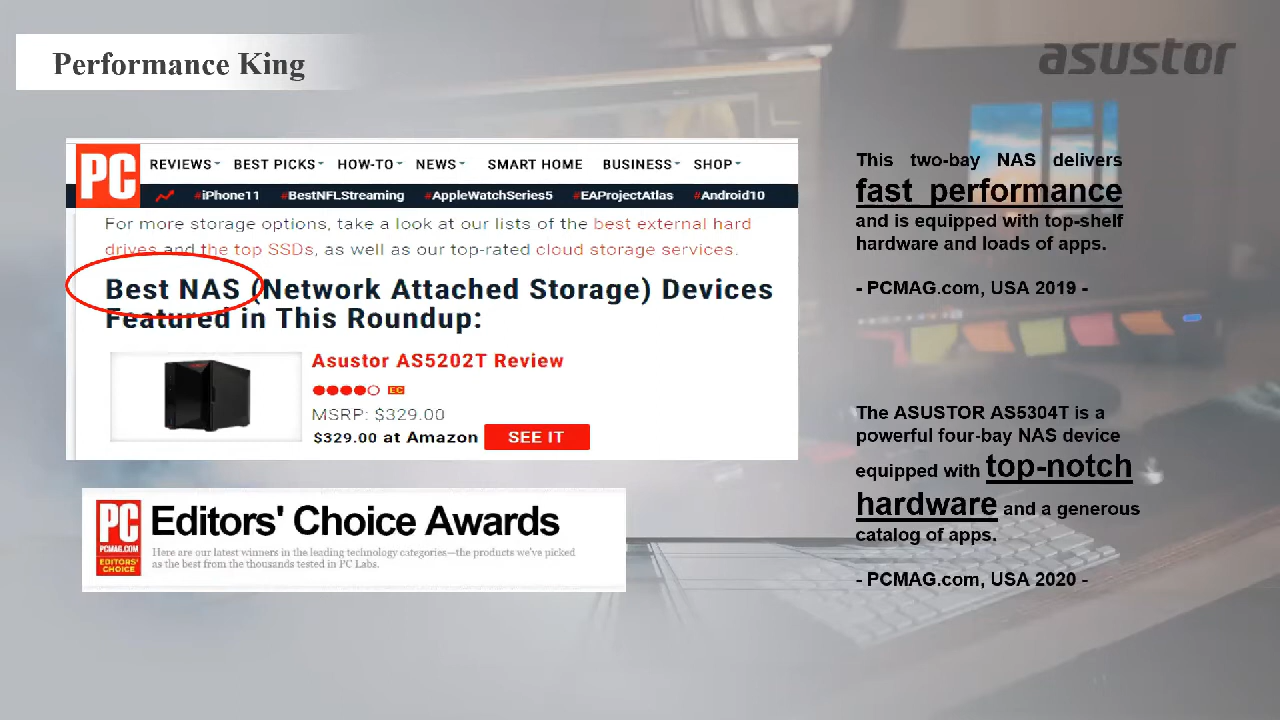 Performance King
asustor
PC
REVIEWS BEST PICKS HOW-TO NEWS SMART HOME BUSINESS SHOP
#iPhone11 #BestNFLStreaming #AppleWatchSeries5 #EAProjectAtlas #Android10
For more storage options, take a look at our lists of the best external hard
drives and the top SSDs, as well as our top-rated cloud storage services.
Best NAS (Network Attached Storage) Devices
Featured in This Roundup:
Asustor AS5202T Review
EC
MSRP: $329.00
$329.00 at Amazon SEE IT
PC
PCMAG.COM
EDITORS'
CHOICE
Editors' Choice Awards
Here are our latest winners in the leading technology categories—the products we've picked
as the best from the thousands tested in PC Labs.
This two-bay NAS delivers
fast performance
and is equipped with top-shelf
hardware and loads of apps.
- PCMAG.com, USA 2019 -
The ASUSTOR AS5304T is a
powerful four-bay NAS device
equipped with top-notch
hardware and a generous
catalog of apps.
- PCMAG.com, USA 2020 -